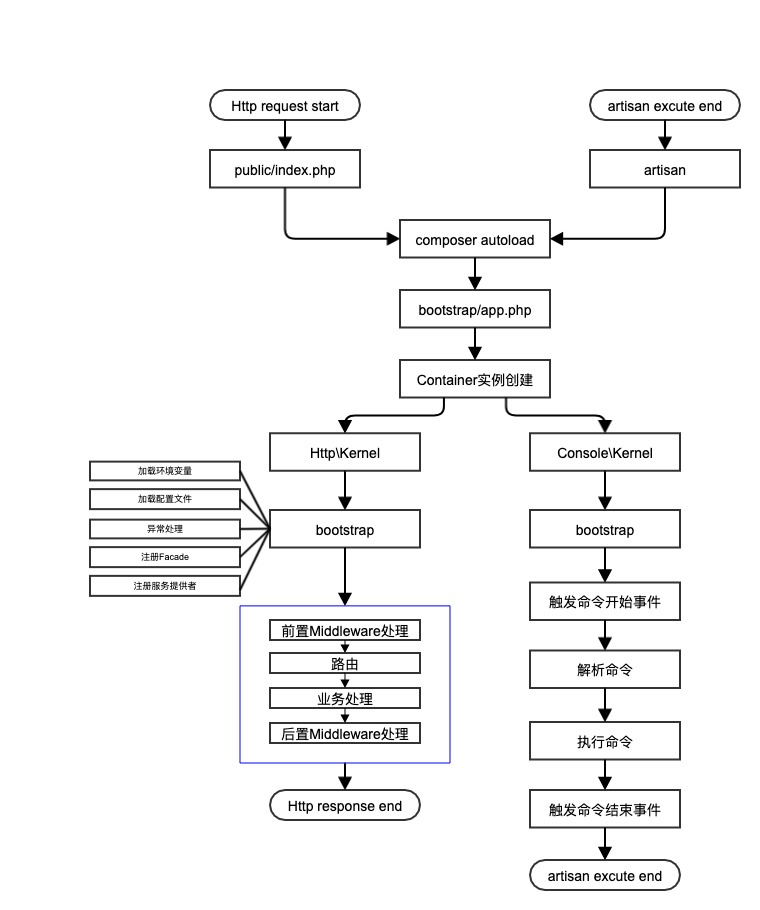 Http request start
artisan excute end
public/index.php
artisan
composer autoload
bootstrap/app.php
Container实例创建
Http\Kernel
Console\Kernel
加载环境变量
加载配置文件
异常处理
注册Facade
注册服务提供者
bootstrap
bootstrap
前置Middleware处理
路由
业务处理
后置Middleware处理
Http response end
触发命令开始事件
解析命令
执行命令
触发命令结束事件
artisan excute end